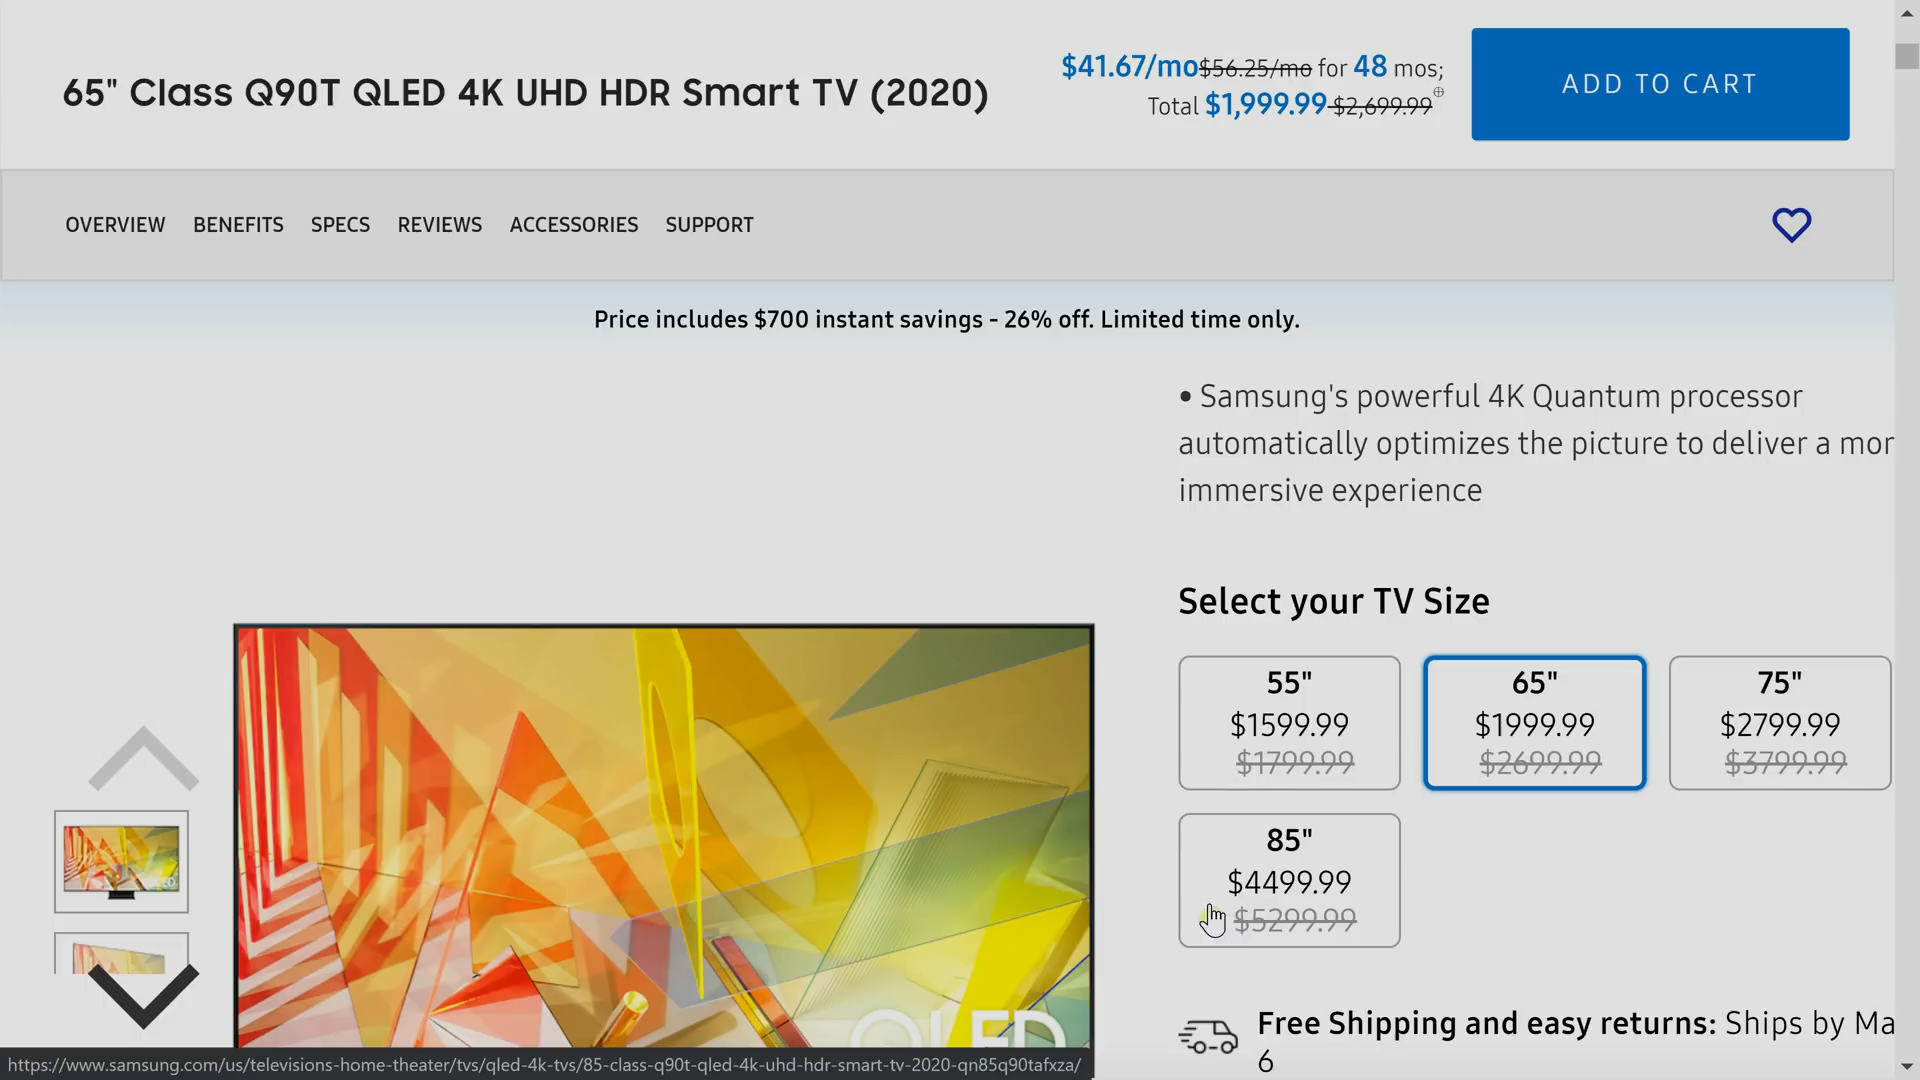 65" Class Q90T QLED 4K UHD HDR Smart TV (2020)
$41.67/mo$56.25/mo for 48 mos;
Total $1,999.99 $2,699.99⊕
ADD TO CART
OVERVIEW BENEFITS SPECS REVIEWS ACCESSORIES SUPPORT
Price includes $700 instant savings - 26% off. Limited time only.
• Samsung's powerful 4K Quantum processor
automatically optimizes the picture to deliver a mor
immersive experience
Select your TV Size
55"
$1599.99
$1799.99
65"
$1999.99
$2699.99
75"
$2799.99
$3799.99
85"
$4499.99
$5299.99
QLED
Free Shipping and easy returns: Ships by Ma
6
https://www.samsung.com/us/televisions-home-theater/tvs/qled-4k-tvs/85-class-q90t-qled-4k-uhd-hdr-smart-tv-2020-qn85q90tafxza/